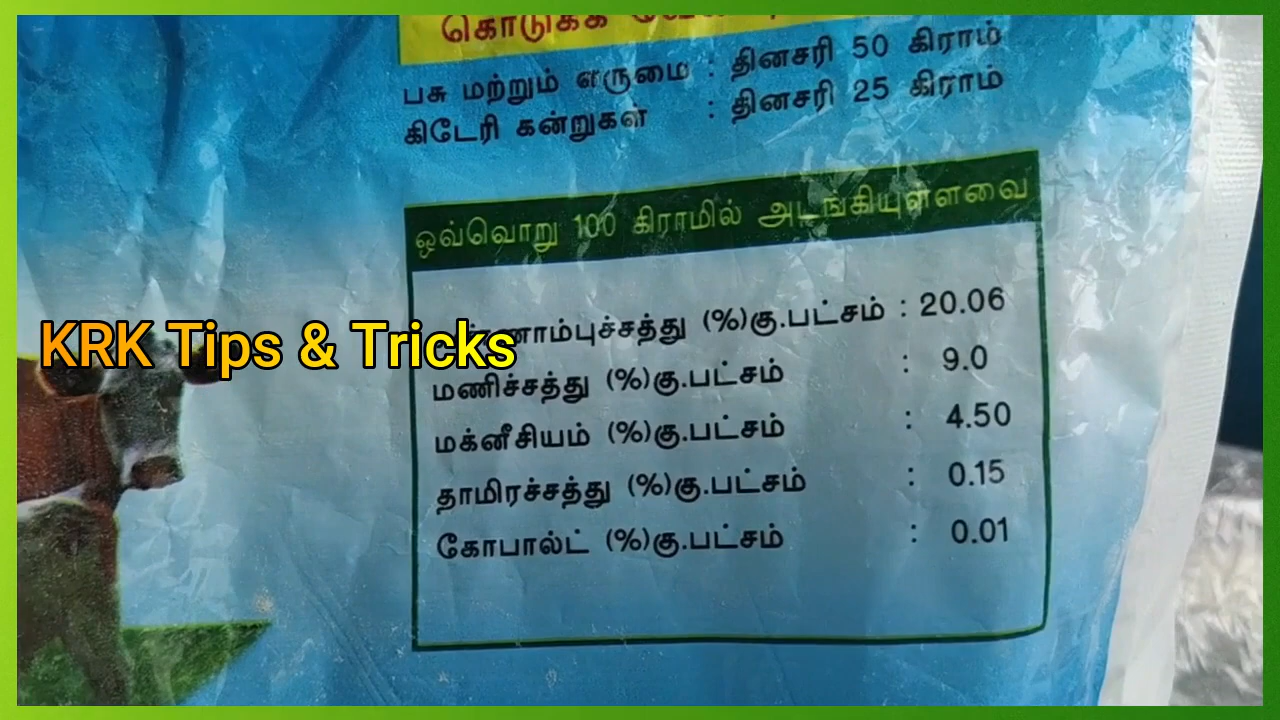 கொடுக்க
பசு மற்றும் எருமை : தினசரி 50 கிராம்
கிடேரி கன்றுகள் : தினசரி 25 கிராம்
ஒவ்வொறு 100 கிராமில் அடங்கியுள்ளவை
(%)கு.பட்சம் : 20.06
KRK Tips & Tricks
மணிச்சத்து (%)கு.பட்சம் : 9.0
மக்னீசியம் (%)கு.பட்சம் : 4.50
தாமிரச்சத்து (%)கு.பட்சம் : 0.15
கோபால்ட் (%)கு.பட்சம் : 0.01